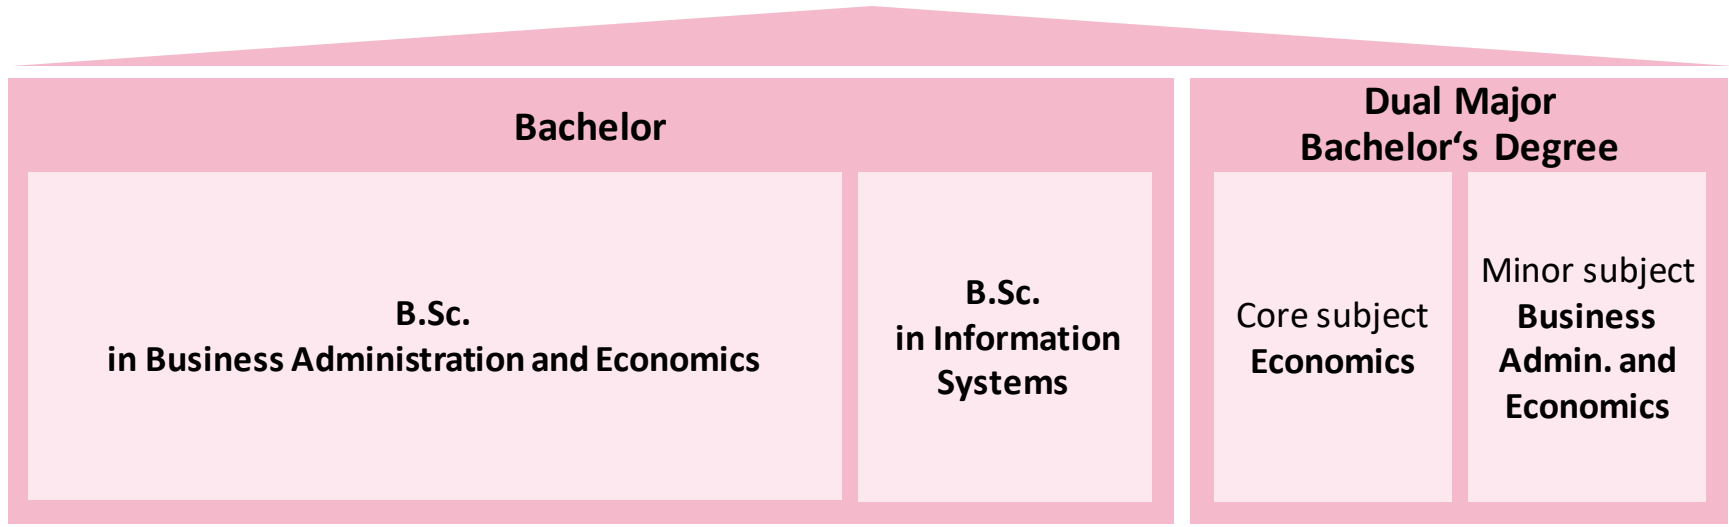 Bachelor
B.Sc.
in Business Administration and Economics
B.Sc.
in Information
Systems
Dual Major
Bachelor‘s Degree
Core subject
Economics
Minor subject
Business
Admin. and
Economics